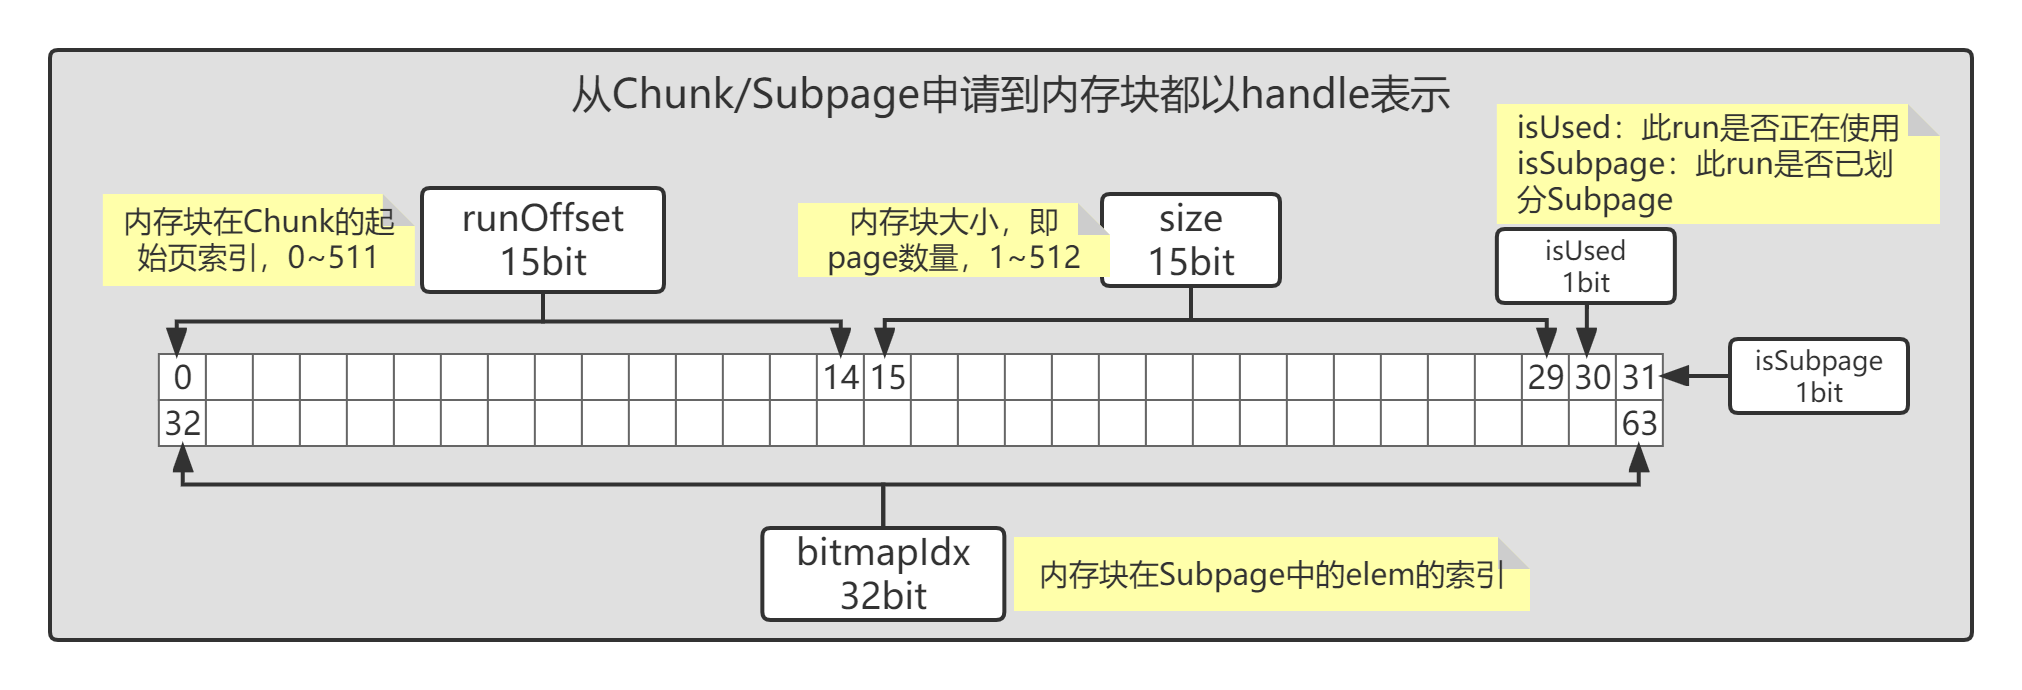 从Chunk/Subpage申请到内存块都以handle表示
isUsed：此run是否正在使用
isSubpage：此run是否已划
分Subpage
内存块在Chunk的起
始页索引，0~511
runOffset
15bit
内存块大小，即
page数量，1~512
size
15bit
isUsed
1bit
isSubpage
1bit
0 14 15 29 30 31
32 63
bitmapIdx
32bit
内存块在Subpage中的elem的索引